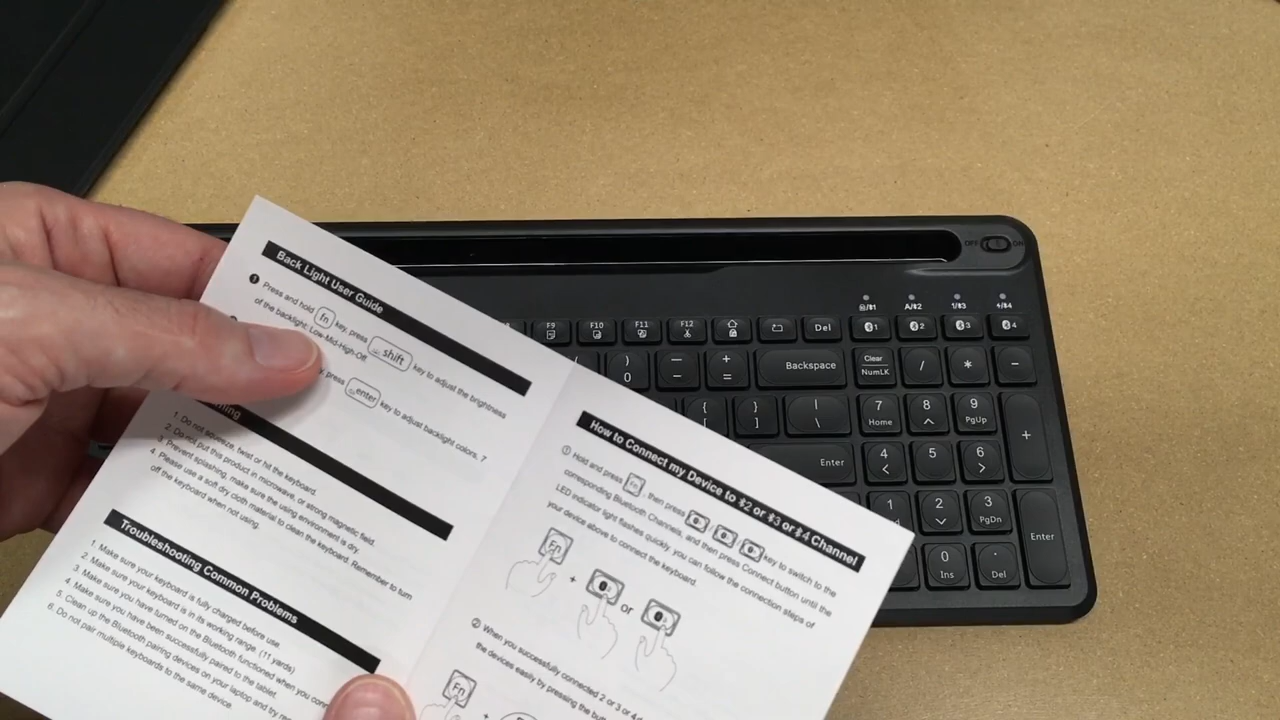 Back Light User Guide
1 Press and hold fn key, press shift key to adjust the brightness
of the backlight: Low-Mid-High-Off
press enter key to adjust backlight colors. 7
1. Do not squeeze, twist or hit the keyboard.
2. Do not put this product in microwave, or strong magnetic field.
3. Prevent splashing, make sure the using environment is dry.
4. Please use a soft dry cloth material to clean the keyboard. Remember to turn
off the keyboard when not using.
Troubleshooting Common Problems
1. Make sure your keyboard is fully charged before use.
2. Make sure your keyboard is in its working range. (11 yards)
3. Make sure you have turned on the Bluetooth functioned when you
4. Make sure you have been successfully paired to the tablet.
5. Clean up the Bluetooth pairing devices on your laptop and try
6. Do not pair multiple keyboards to the same device.
How to Connect my Device to 2 or 3 or 4 Channel
① Hold and press fn, then press key to switch to the
corresponding Bluetooth Channels, and then press Connect button until the
LED indicator light flashes quickly, you can follow the connection steps of
your device above to connect the keyboard.
Fn + or
② When you successfully connected 2 or 3 or 4
the devices easily by pressing the
Fn +
OFF ON
/1 A/2 1/3 /4
F9 F10 F11 F12 Del 1 2 3 4
) 0 — – + = Backspace Clear NumLK / * –
{ [ } ] | \ 7 Home 8 9 PgUp +
Enter 4 < 5 6 >
1 2 3 PgDn Enter
0 Ins . Del